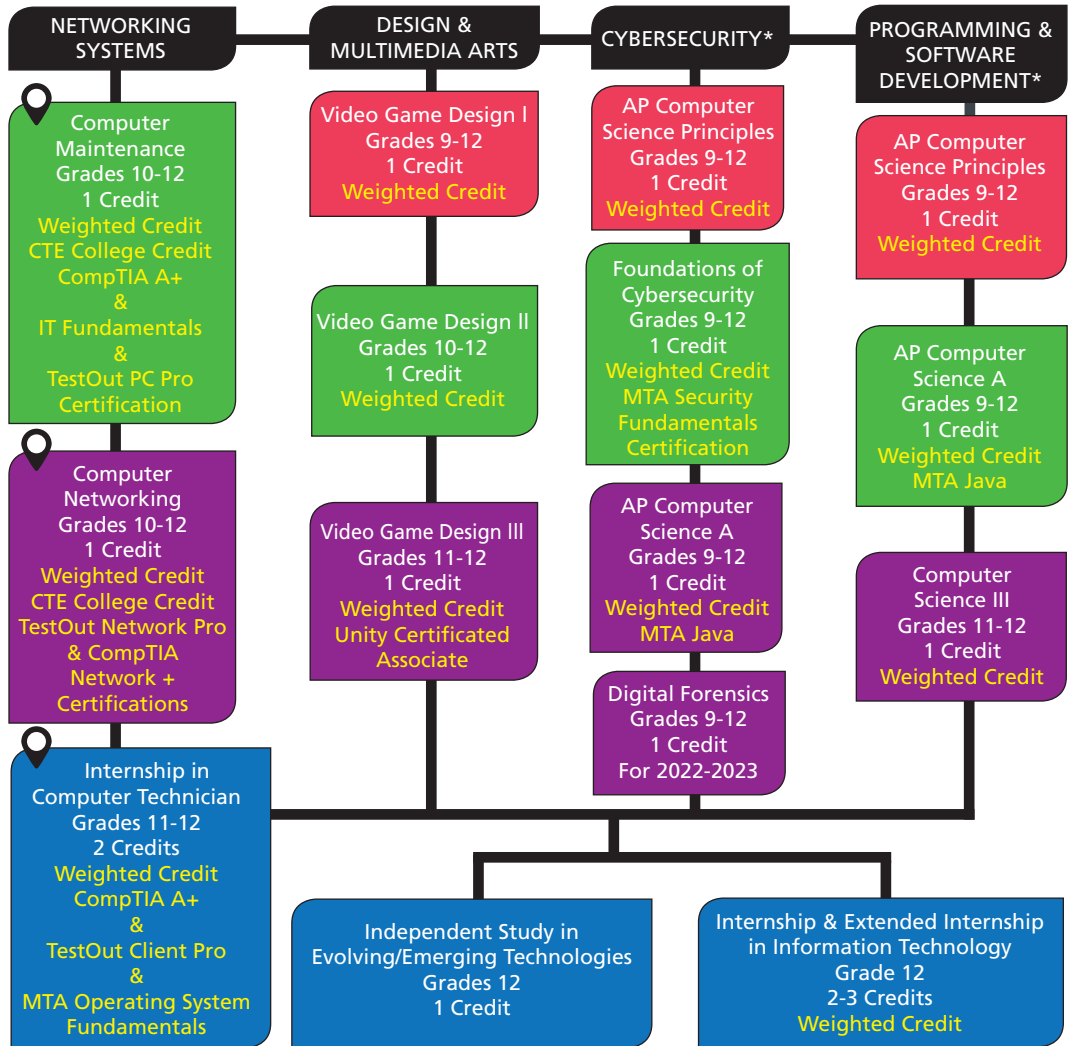 NETWORKING
SYSTEMS
Computer
Maintenance
Grades 10-12
1 Credit
Weighted Credit
CTE College Credit
CompTIA A+
&
IT Fundamentals
&
TestOut PC Pro
Certification
Computer
Networking
Grades 10-12
1 Credit
Weighted Credit
CTE College Credit
TestOut Network Pro
& CompTIA
Network +
Certifications
Internship in
Computer Technician
Grades 11-12
2 Credits
Weighted Credit
CompTIA A+
&
TestOut Client Pro
&
MTA Operating System
Fundamentals
DESIGN &
MULTIMEDIA ARTS
Video Game Design l
Grades 9-12
1 Credit
Weighted Credit
Video Game Design ll
Grades 10-12
1 Credit
Weighted Credit
Video Game Design lll
Grades 11-12
1 Credit
Weighted Credit
Unity Certificated
Associate
CYBERSECURITY*
AP Computer
Science Principles
Grades 9-12
1 Credit
Weighted Credit
Foundations of
Cybersecurity
Grades 9-12
1 Credit
Weighted Credit
MTA Security
Fundamentals
Certification
AP Computer
Science A
Grades 9-12
1 Credit
Weighted Credit
MTA Java
Digital Forensics
Grades 9-12
1 Credit
For 2022-2023
PROGRAMMING &
SOFTWARE
DEVELOPMENT*
AP Computer
Science Principles
Grades 9-12
1 Credit
Weighted Credit
AP Computer
Science A
Grades 9-12
1 Credit
Weighted Credit
MTA Java
Computer
Science III
Grades 11-12
1 Credit
Weighted Credit
Independent Study in
Evolving/Emerging Technologies
Grades 12
1 Credit
Internship & Extended Internship
in Information Technology
Grade 12
2-3 Credits
Weighted Credit